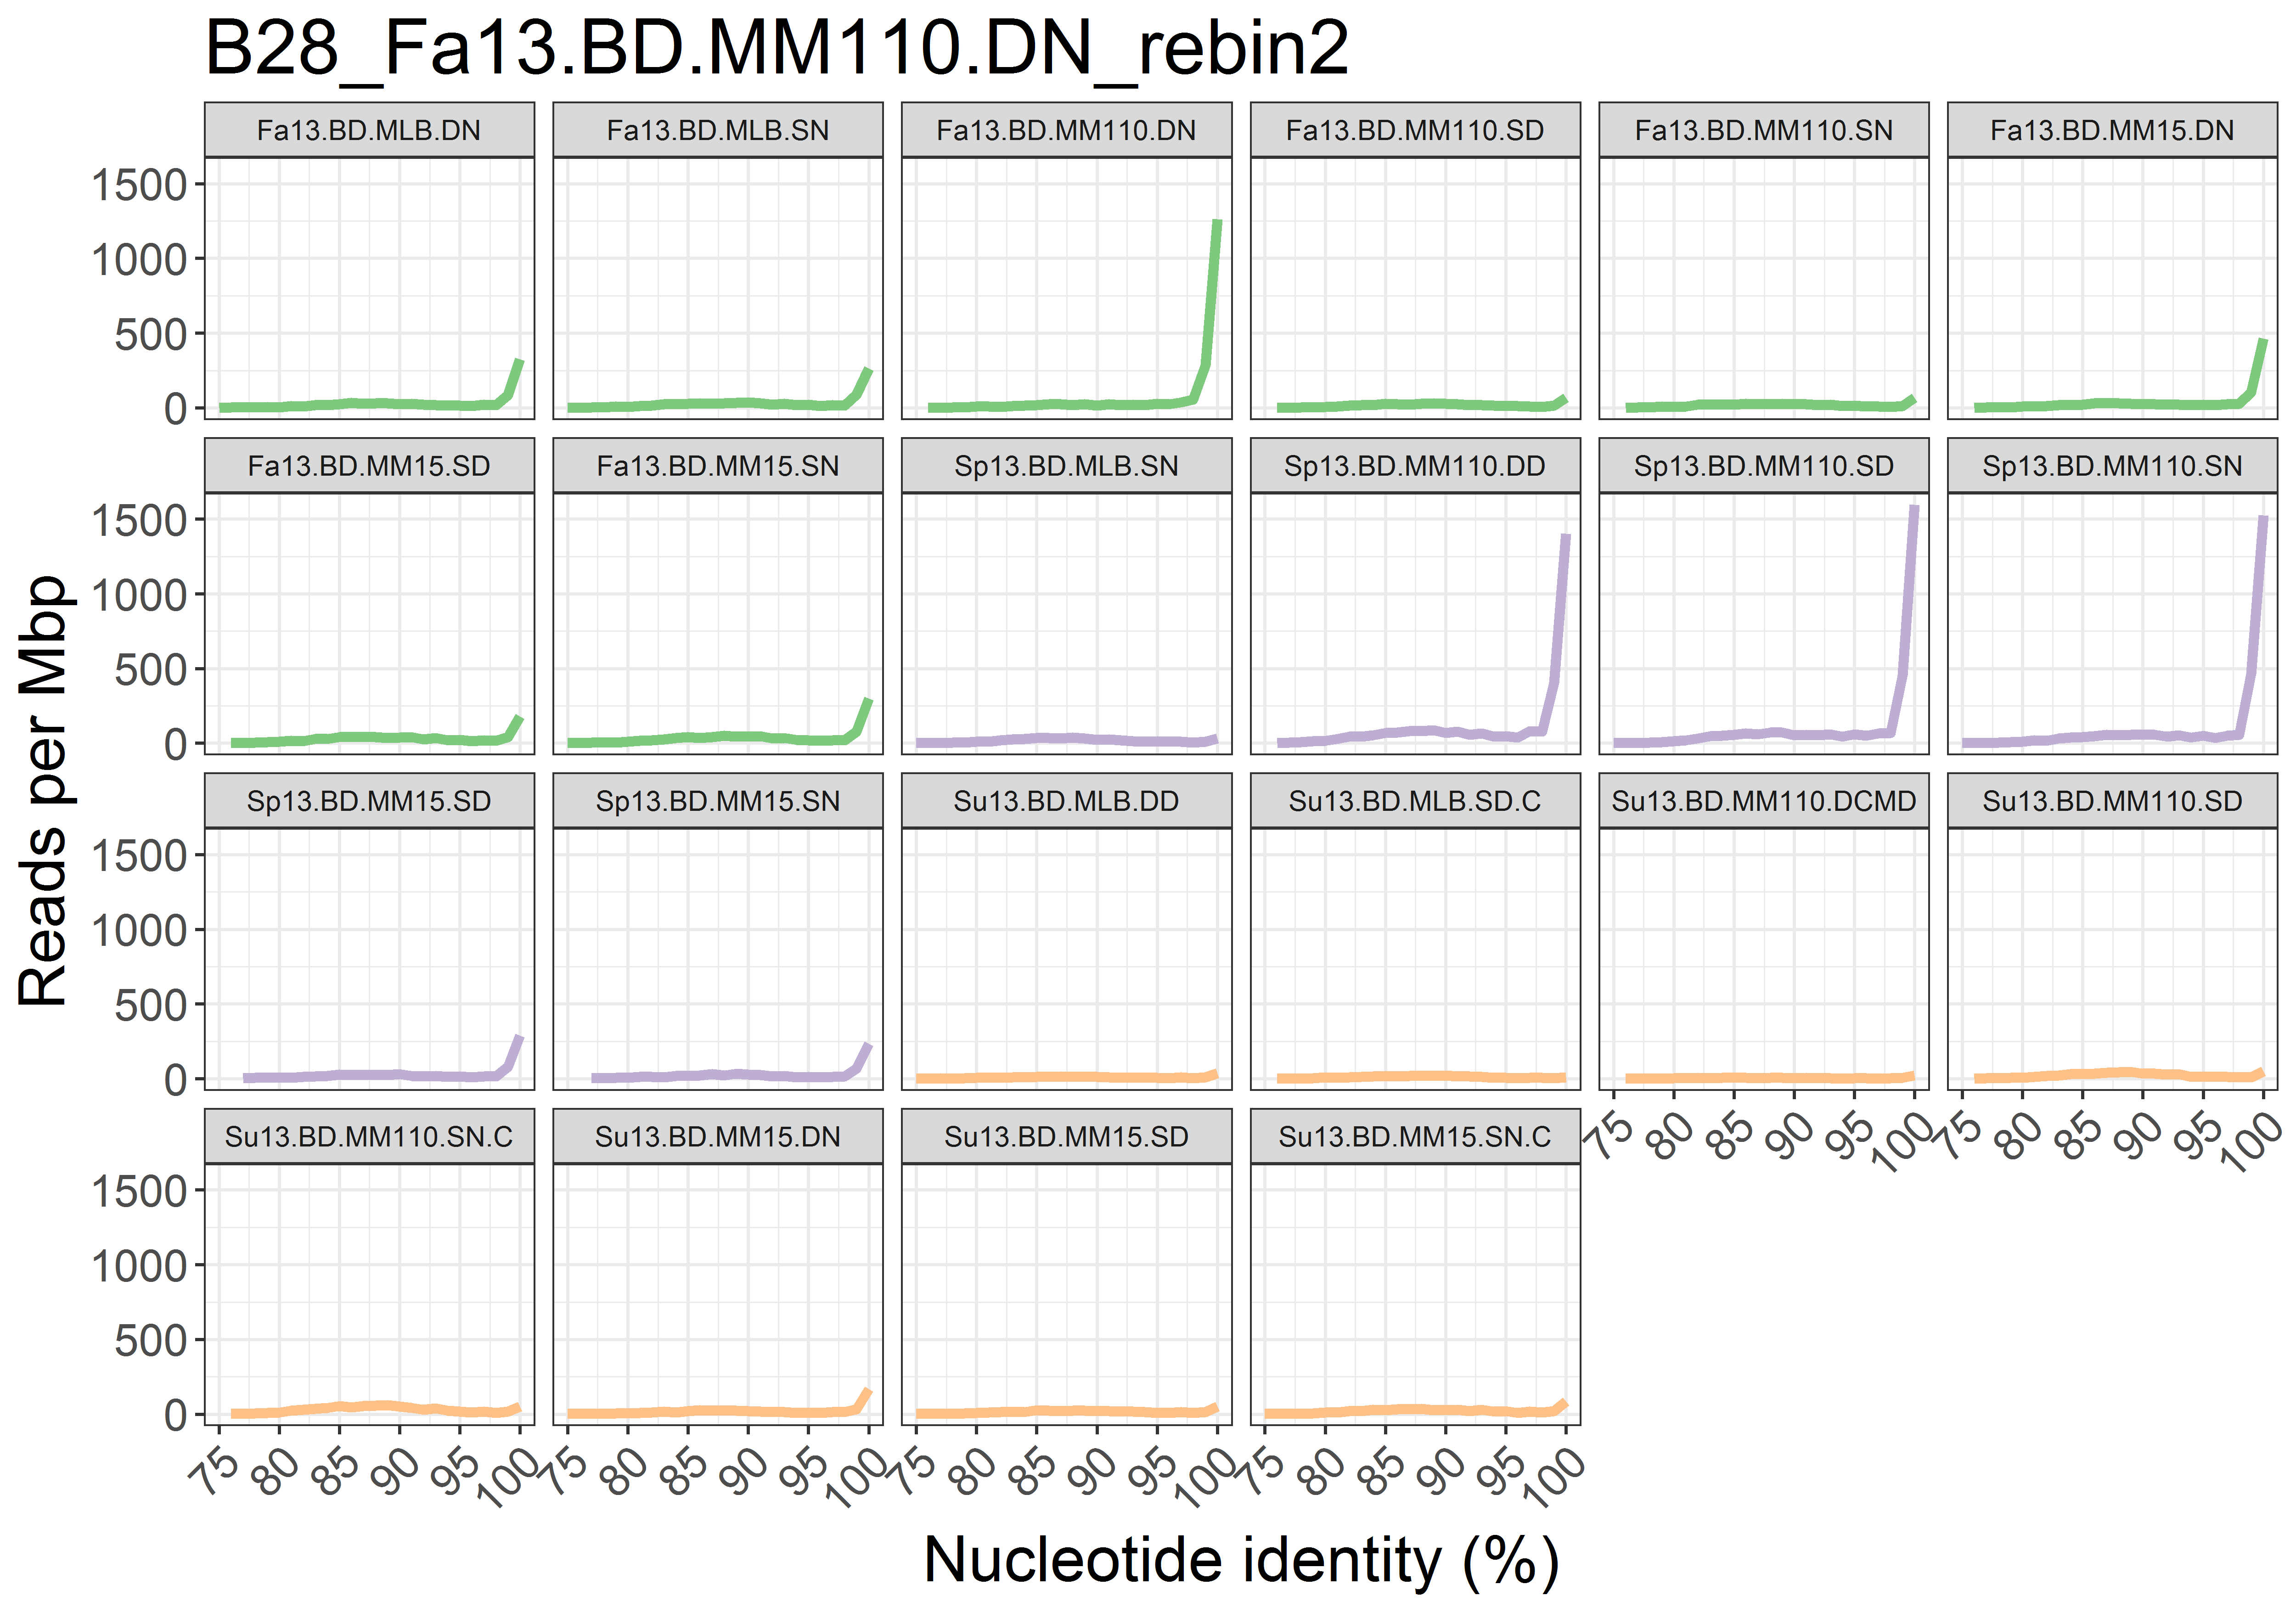 B28_Fa13.BD.MM110.DN_rebin2
Fa13.BD.MLB.DN Fa13.BD.MLB.SN Fa13.BD.MM110.DN Fa13.BD.MM110.SD Fa13.BD.MM110.SN Fa13.BD.MM15.DN
1500
1000
500
0
Fa13.BD.MM15.SD Fa13.BD.MM15.SN Sp13.BD.MLB.SN Sp13.BD.MM110.DD Sp13.BD.MM110.SD Sp13.BD.MM110.SN
1500
1000
500
0
Reads per Mbp
Sp13.BD.MM15.SD Sp13.BD.MM15.SN Su13.BD.MLB.DD Su13.BD.MLB.SD.C Su13.BD.MM110.DCMD Su13.BD.MM110.SD
1500
1000
500
0
75 80 85 90 95 100 75 80 85 90 95 100
Su13.BD.MM110.SN.C Su13.BD.MM15.DN Su13.BD.MM15.SD Su13.BD.MM15.SN.C
1500
1000
500
0
75 80 85 90 95 100 75 80 85 90 95 100 75 80 85 90 95 100 75 80 85 90 95 100
Nucleotide identity (%)